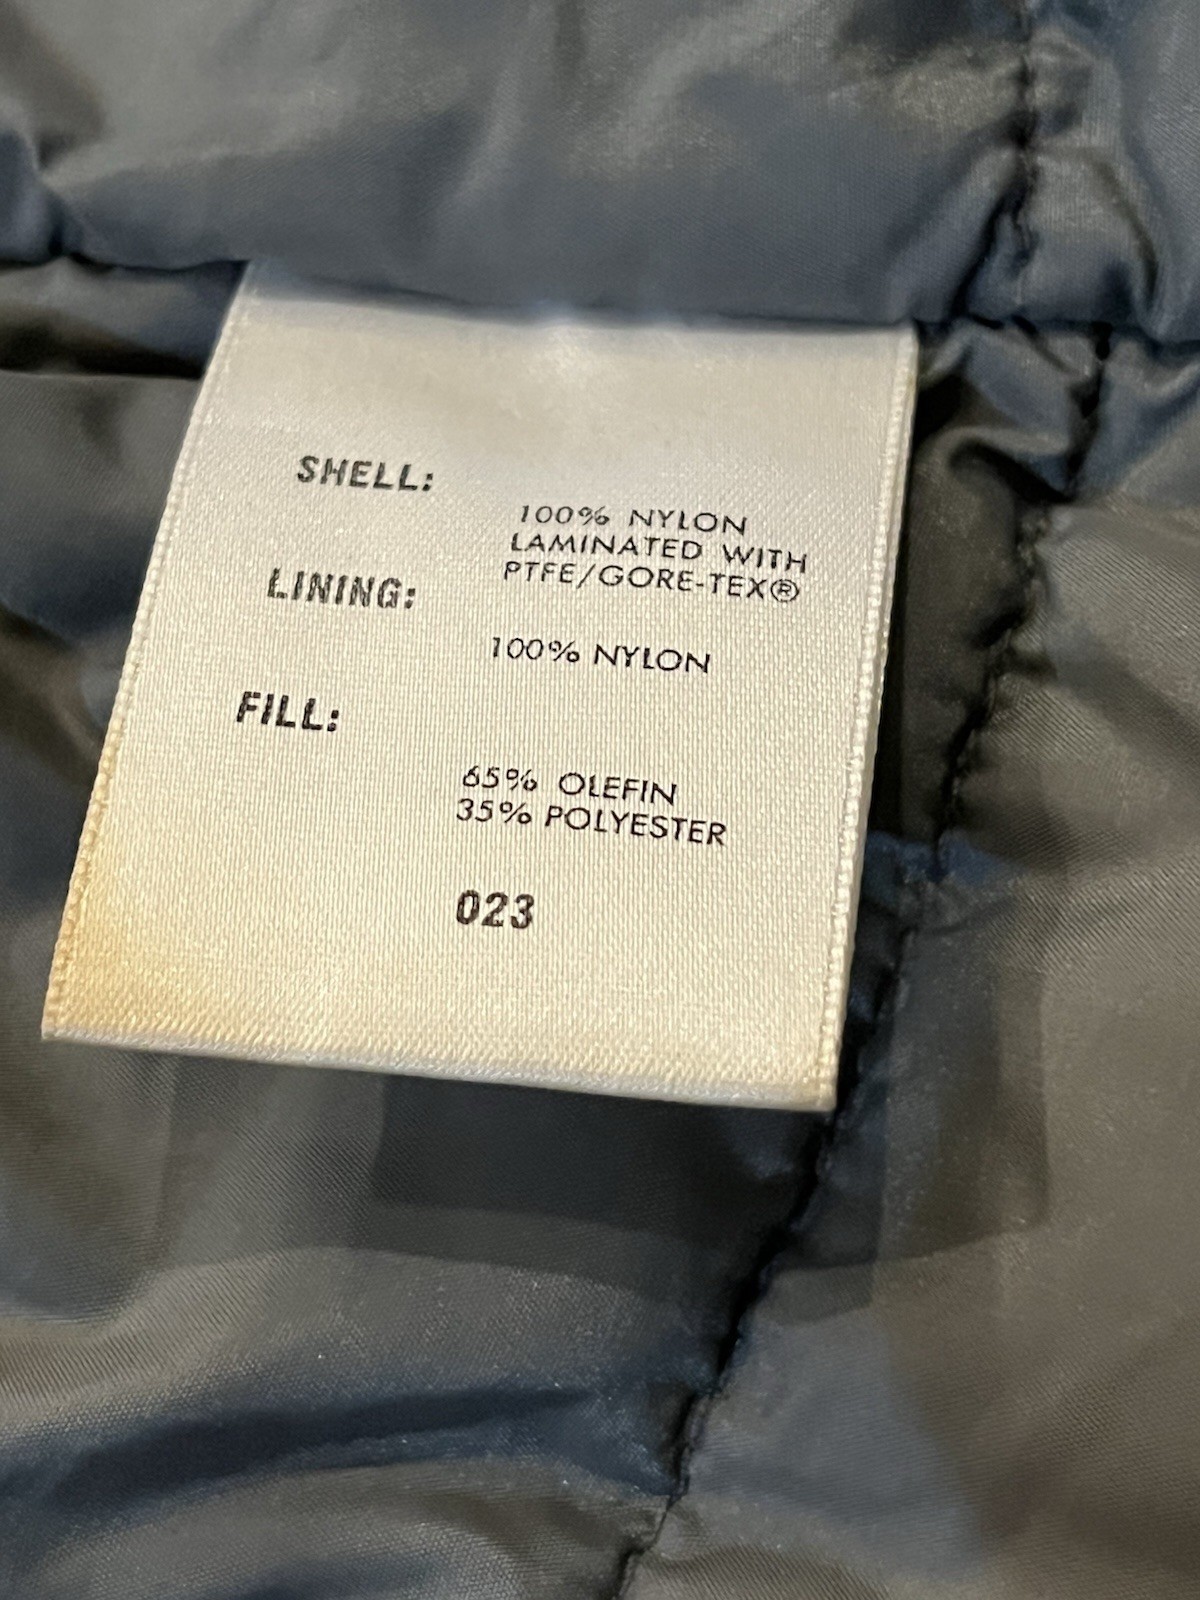 SHELL:
100% NYLON
LAMINATED WITH
PTFE/GORE-TEX®
LINING:
100% NYLON
FILL:
65% OLEFIN
35% POLYESTER
023